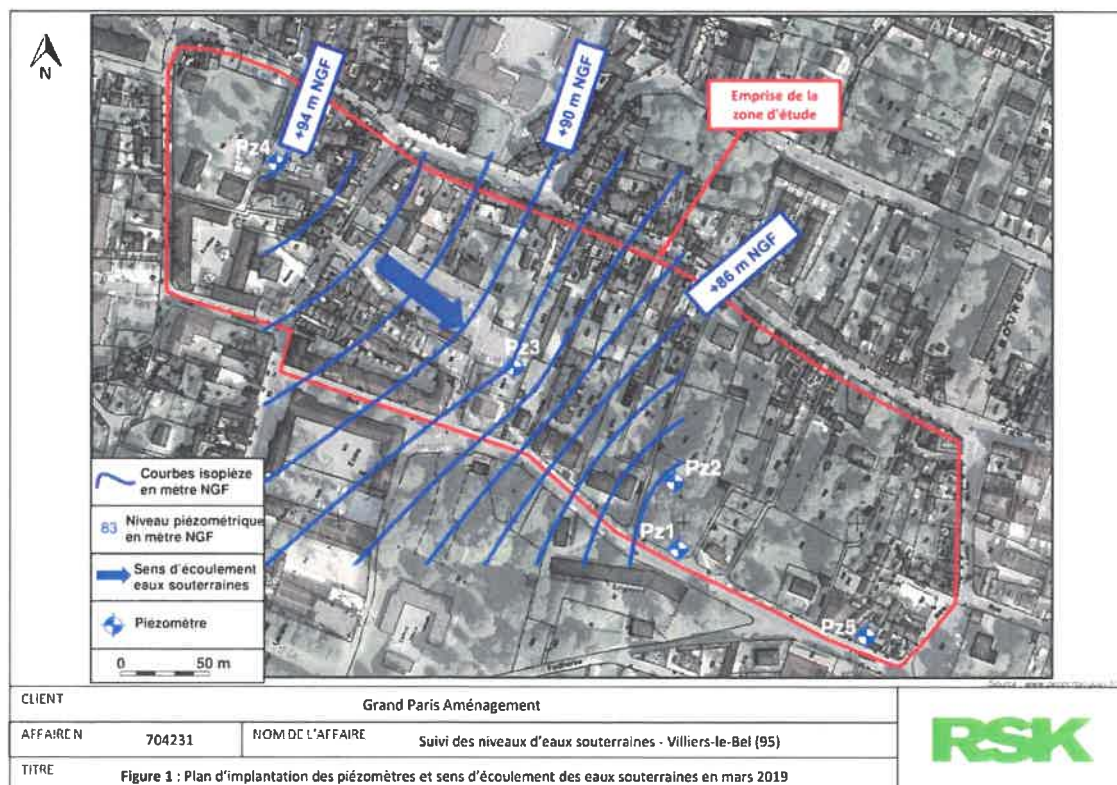 N
+94 m NGF
+90 m NGF
Emprise de la
zone d'étude
+86 m NGF
Pz4
Pz3
Pz2
Pz1
Pz5
Courbes isopièze
en mètre NGF
83 Niveau piézométrique
en mètre NGF
Sens d'écoulement
eaux souterraines
Piézomètre
0 50 m
CLIENT Grand Paris Aménagement
AFFAIRE N 704231 NOM DE L'AFFAIRE Suivi des niveaux d'eaux souterraines - Villiers-le-Bel (95)
TITRE Figure 1 : Plan d'implantation des piézomètres et sens d'écoulement des eaux souterraines en mars 2019
RSK